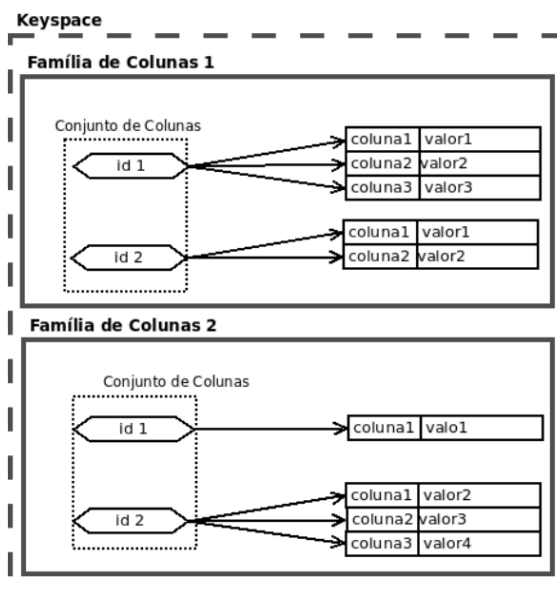 Keyspace
Família de Colunas 1
Conjunto de Colunas
id 1
coluna1 valor1
coluna2 valor2
coluna3 valor3
id 2
coluna1 valor1
coluna2 valor2
Família de Colunas 2
Conjunto de Colunas
id 1
coluna1 valo1
id 2
coluna1 valor2
coluna2 valor3
coluna3 valor4